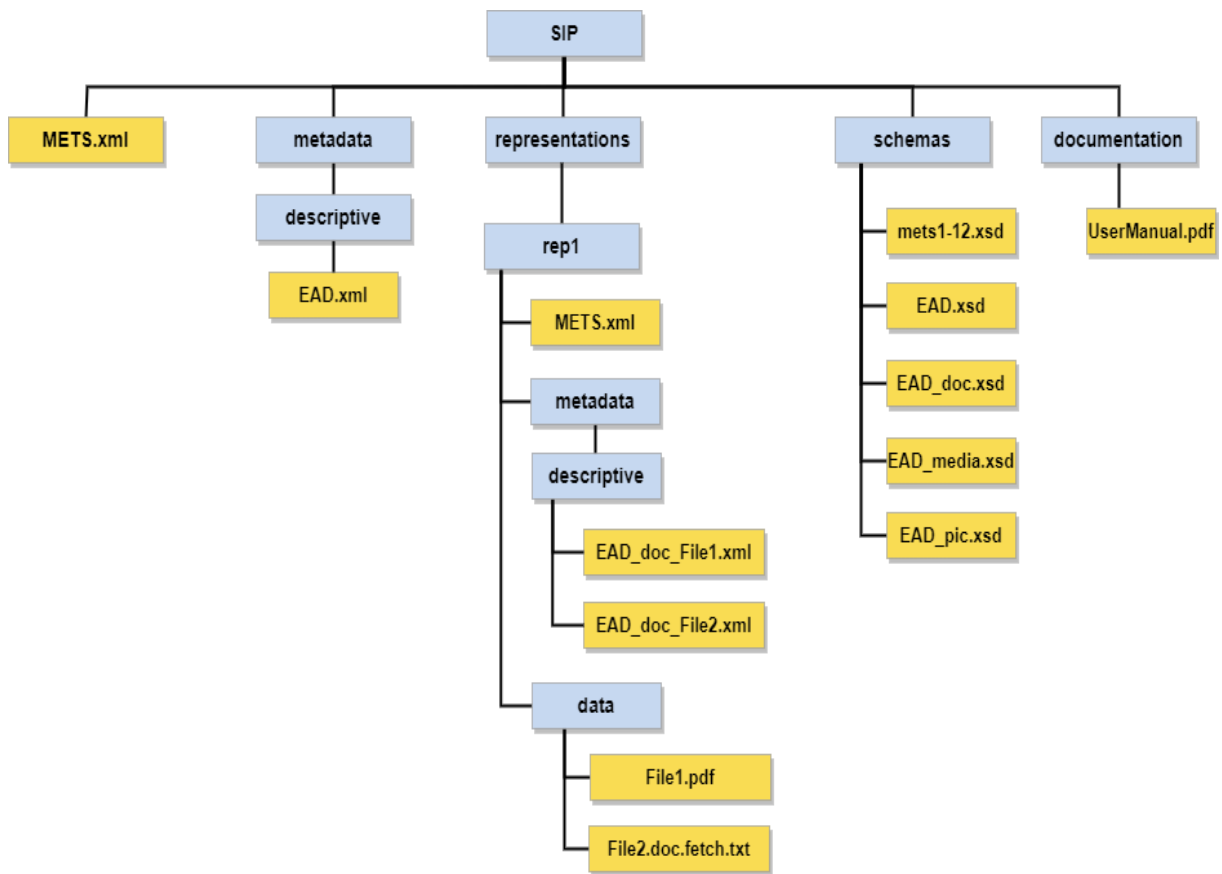 SIP
METS.xml
metadata
representations
schemas
documentation
descriptive
EAD.xml
rep1
METS.xml
metadata
descriptive
EAD_doc_File1.xml
EAD_doc_File2.xml
data
File1.pdf
File2.doc.fetch.txt
mets1-12.xsd
EAD.xsd
EAD_doc.xsd
EAD_media.xsd
EAD_pic.xsd
UserManual.pdf